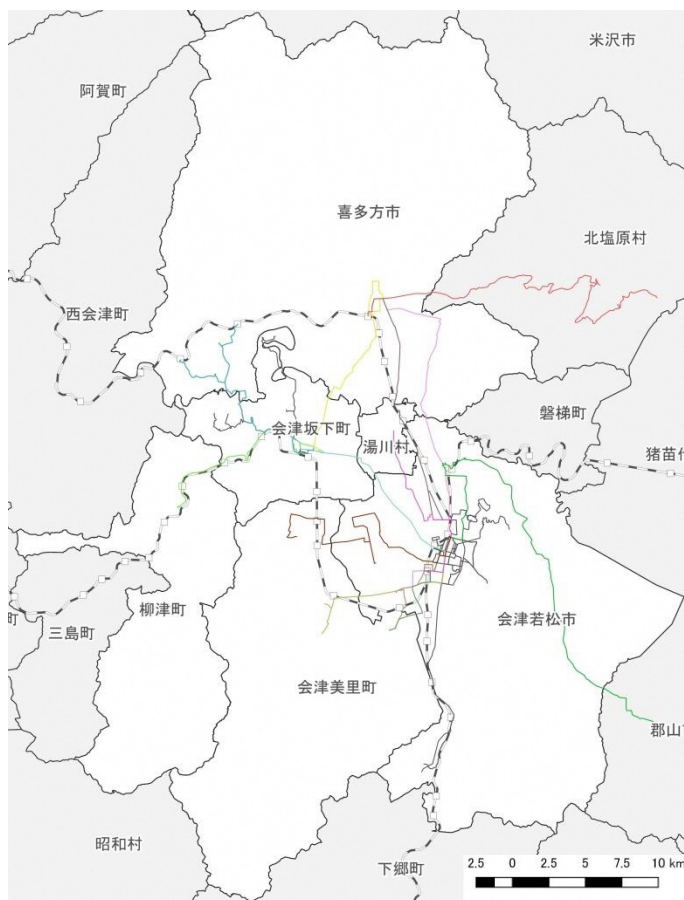 米沢市
阿賀町
喜多方市
北塩原村
西会津町
磐梯町
会津坂下町
湯川村
猪苗代
柳津町
会津若松市
三島町
町
会津美里町
郡山市
昭和村
下郷町
2.5 0 2.5 5 7.5 10 km